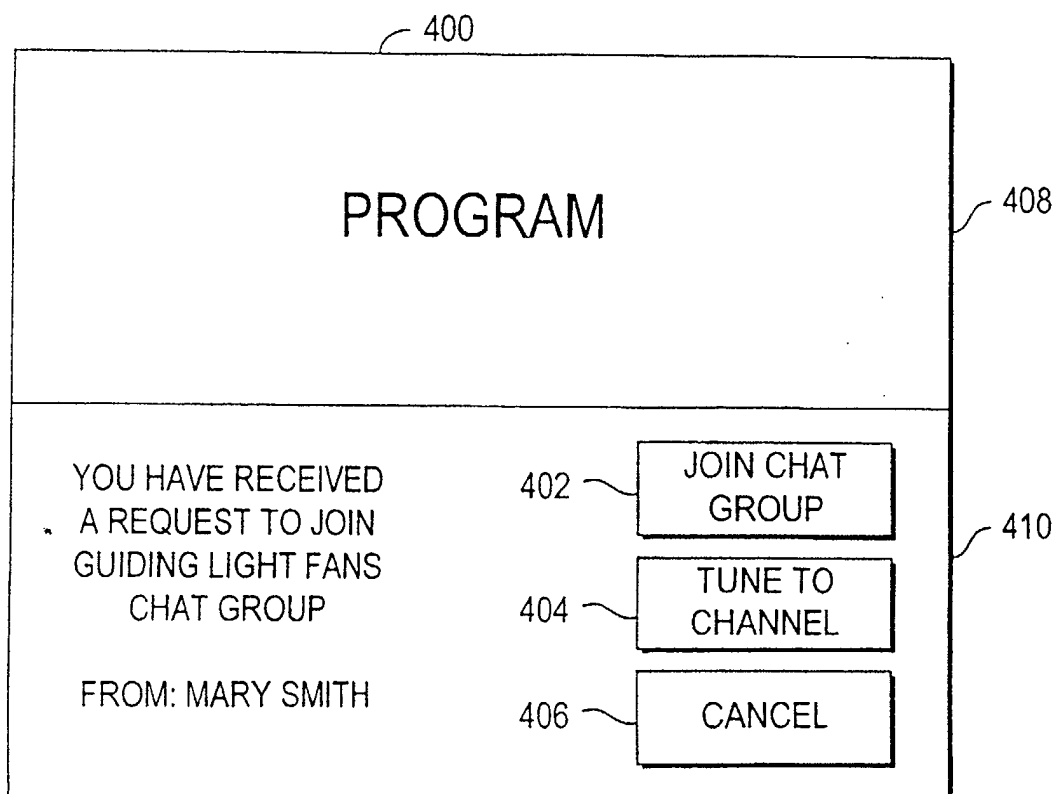 400
PROGRAM
408
YOU HAVE RECEIVED
A REQUEST TO JOIN
GUIDING LIGHT FANS
CHAT GROUP
FROM: MARY SMITH
402
JOIN CHAT
GROUP
410
404
TUNE TO
CHANNEL
406
CANCEL